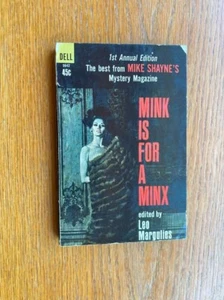 DELL
45c
1st Annual Edition
The best from MIKE SHAYNE'S
Mystery Magazine
MINK
IS FOR
A
MINX
edited by
Leo
Margulies